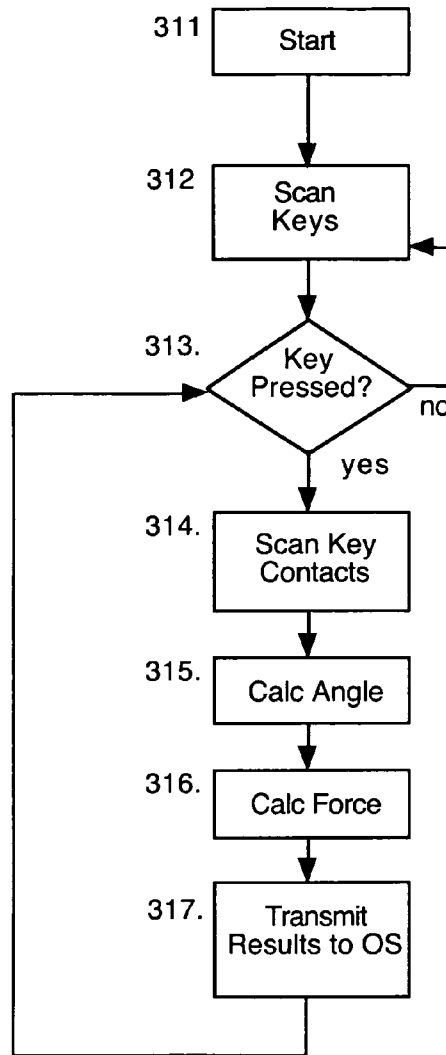 311
Start
312
Scan
Keys
313.
Key
Pressed?
no
yes
314.
Scan Key
Contacts
315.
Calc Angle
316.
Calc Force
317.
Transmit
Results to OS